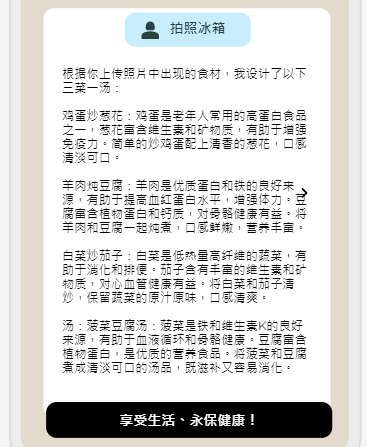 拍照冰箱
根据你上传照片中出现的食材，我设计了以下
三菜一汤：
鸡蛋炒葱花：鸡蛋是老年人常用的高蛋白食品
之一，葱花富含维生素和矿物质，有助于增强
免疫力。简单的炒鸡蛋配上清香的葱花，口感
清淡可口。
羊肉炖豆腐：羊肉是优质蛋白和铁的良好来
源，有助于提高血红蛋白水平，增强体力。豆
腐富含植物蛋白和钙质，对骨骼健康有益。将
羊肉和豆腐一起炖煮，口感鲜嫩，营养丰富。
白菜炒茄子：白菜是低热量高纤维的蔬菜，有
助于消化和排便。茄子含有丰富的维生素和矿
物质，对心血管健康有益。将白菜和茄子清
炒，保留蔬菜的原汁原味，口感清爽。
汤：菠菜豆腐汤：菠菜是铁和维生素K的良好
来源，有助于血液循环和骨骼健康。豆腐富含
植物蛋白，是优质的营养食品。将菠菜和豆腐
煮成清淡可口的汤品，既滋补又容易消化。
享受生活、永保健康！